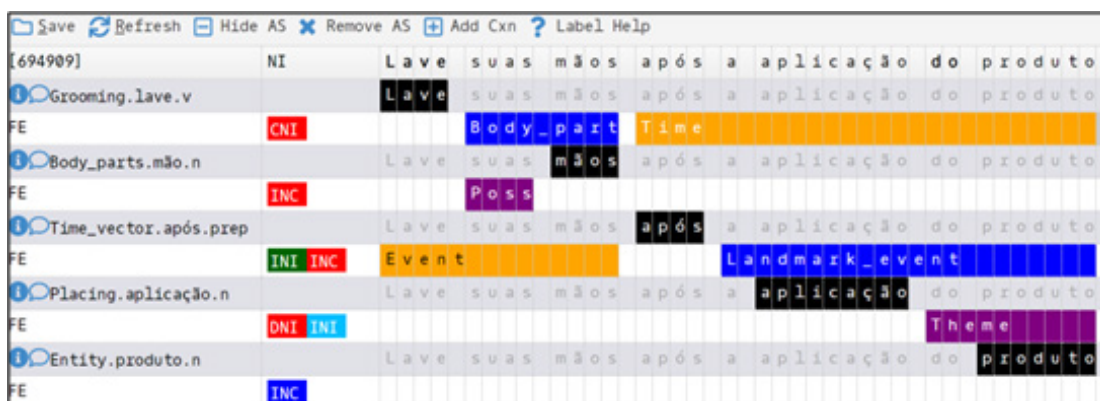 Save Refresh Hide AS Remove AS Add Cxn ? Label Help
[694909] NI Lave suas mãos após a aplicação do produto
Grooming.lave.v Lave suas mãos após a aplicação do produto
FE CNI Body_part Time
Body_parts.mão.n Lave suas mãos após a aplicação do produto
FE INC Poss
Time_vector.após.prep Lave suas mãos após a aplicação do produto
FE INI INC Event Landmark_event
Placing.aplicação.n Lave suas mãos após a aplicação do produto
FE DNI INI Theme
Entity.produto.n Lave suas mãos após a aplicação do produto
FE INC